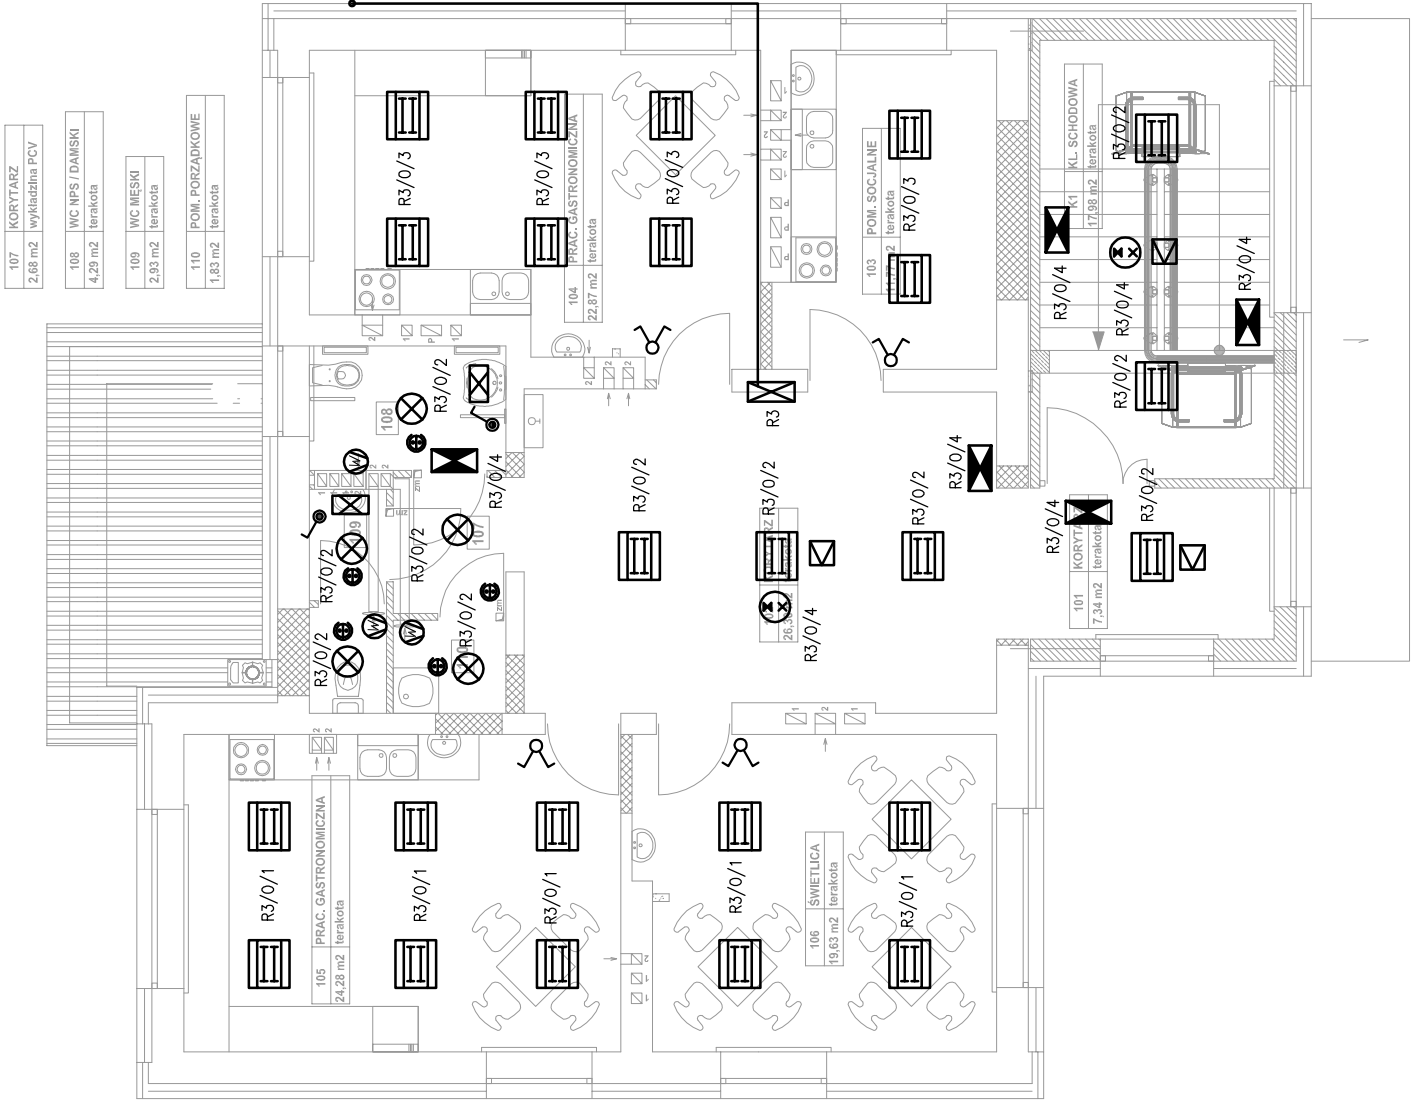 107 KORYTARZ
2,68 m2 wykładzina PCV
108 WC NPS / DAMSKI
4,29 m2 terakota
109 WC MĘSKI
2,93 m2 terakota
110 POM. PORZĄDKOWE
1,83 m2 terakota
R3/0/3
R3/0/3
R3/0/3
104 PRAC. GASTRONOMICZNA
22,87 m2 terakota
103 POM. SOCJALNE
terakota
R3/0/3
K1 KL. SCHODOWA
17,98 m2 terakota
R3/0/2
R3/0/4
R3/0/4
R3/0/4
R3/0/2
R3/0/2
108
R3/0/4
R3
109
107
R3/0/2
R3/0/2
R3/0/2
R3/0/2
R3/0/2
R3/0/2
R3/0/2
R3/0/4
26,3
R3/0/4
R3/0/4
R3/0/2
101
7,34 m2 terakota
zm
zm
zm
105 PRAC. GASTRONOMICZNA
24,28 m2 terakota
R3/0/1
R3/0/1
R3/0/1
R3/0/1
106 ŚWIETLICA
19,63 m2 terakota
R3/0/1